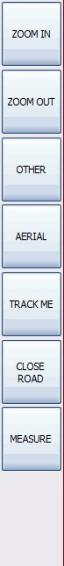 ZOOM IN
ZOOM OUT
OTHER
AERIAL
TRACK ME
CLOSE
ROAD
MEASURE